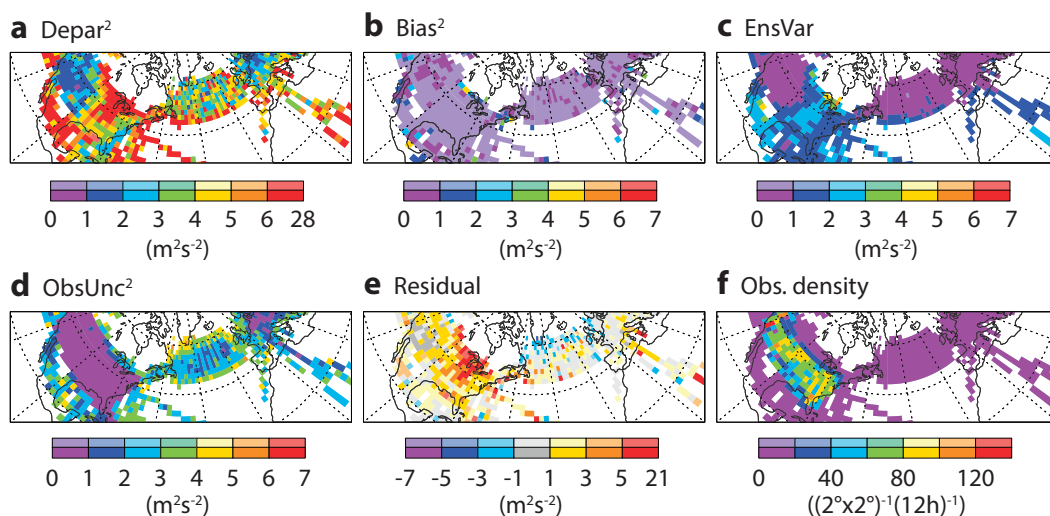 a Depar²
b Bias²
c EnsVar
0 1 2 3 4 5 6 28
(m²s⁻²)
0 1 2 3 4 5 6 7
(m²s⁻²)
0 1 2 3 4 5 6 7
(m²s⁻²)
d ObsUnc²
e Residual
f Obs. density
0 1 2 3 4 5 6 7
(m²s⁻²)
-7 -5 -3 -1 1 3 5 21
(m²s⁻²)
0 40 80 120
((2°x2°)⁻¹(12h)⁻¹)